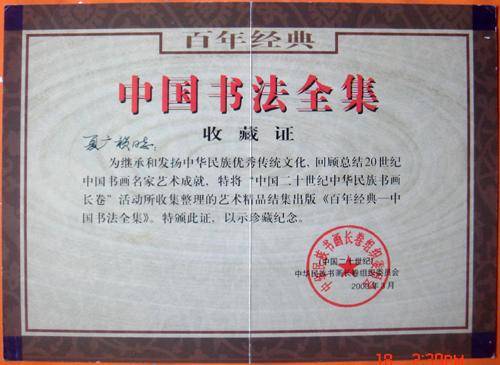 百年经典
中国书法全集
收藏证
为继承和发扬中华民族优秀传统文化、回顾总结20世纪
中国书画名家艺术成就，特将“中国二十世纪中华民族书画
长卷”活动所收集整理的艺术精品结集出版《百年经典—中
国书法全集》。特颁此证，以示珍藏纪念。
中国二十世纪
中华民族书画长卷组织委员会